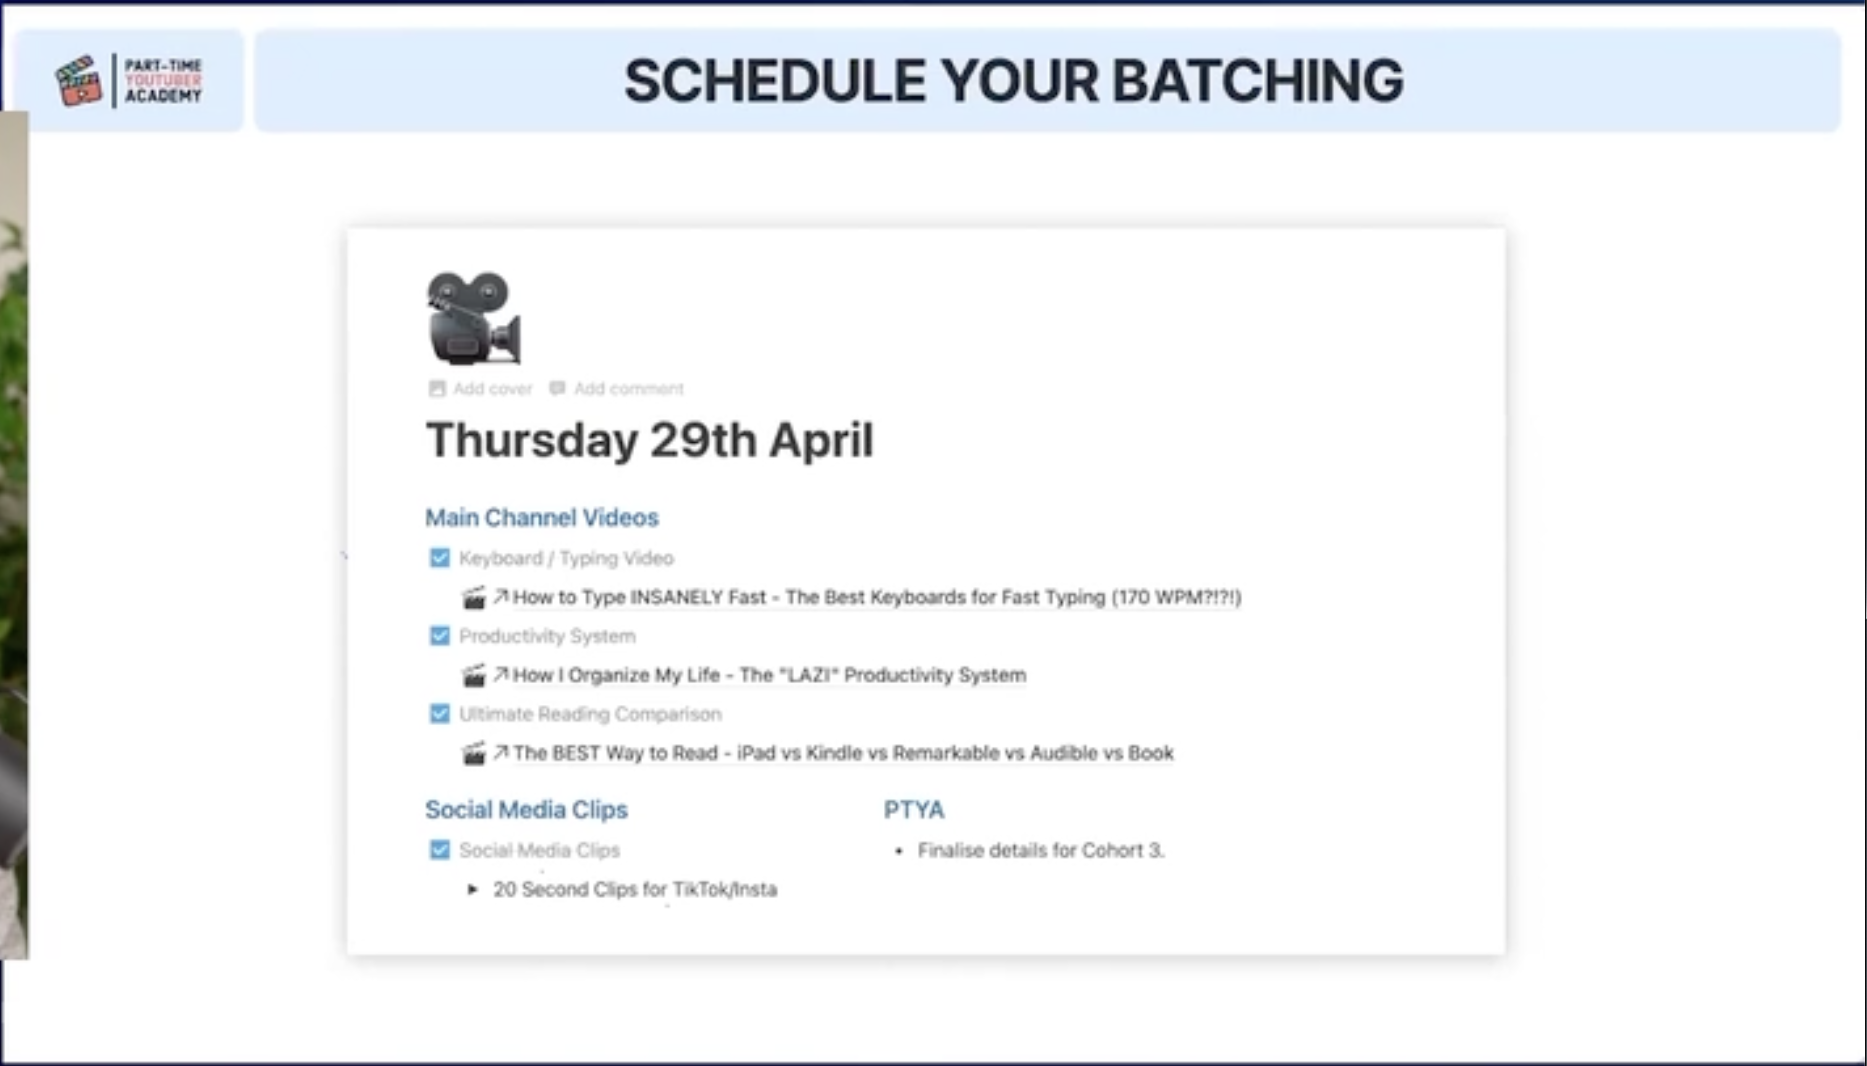 PART-TIME
YOUTUBER
ACADEMY
SCHEDULE YOUR BATCHING
Add cover Add comment
Thursday 29th April
Main Channel Videos
Keyboard / Typing Video
How to Type INSANELY Fast - The Best Keyboards for Fast Typing (170 WPM?!?!)
Productivity System
How I Organize My Life - The "LAZI" Productivity System
Ultimate Reading Comparison
The BEST Way to Read - iPad vs Kindle vs Remarkable vs Audible vs Book
Social Media Clips
Social Media Clips
20 Second Clips for TikTok/Insta
PTYA
• Finalise details for Cohort 3.